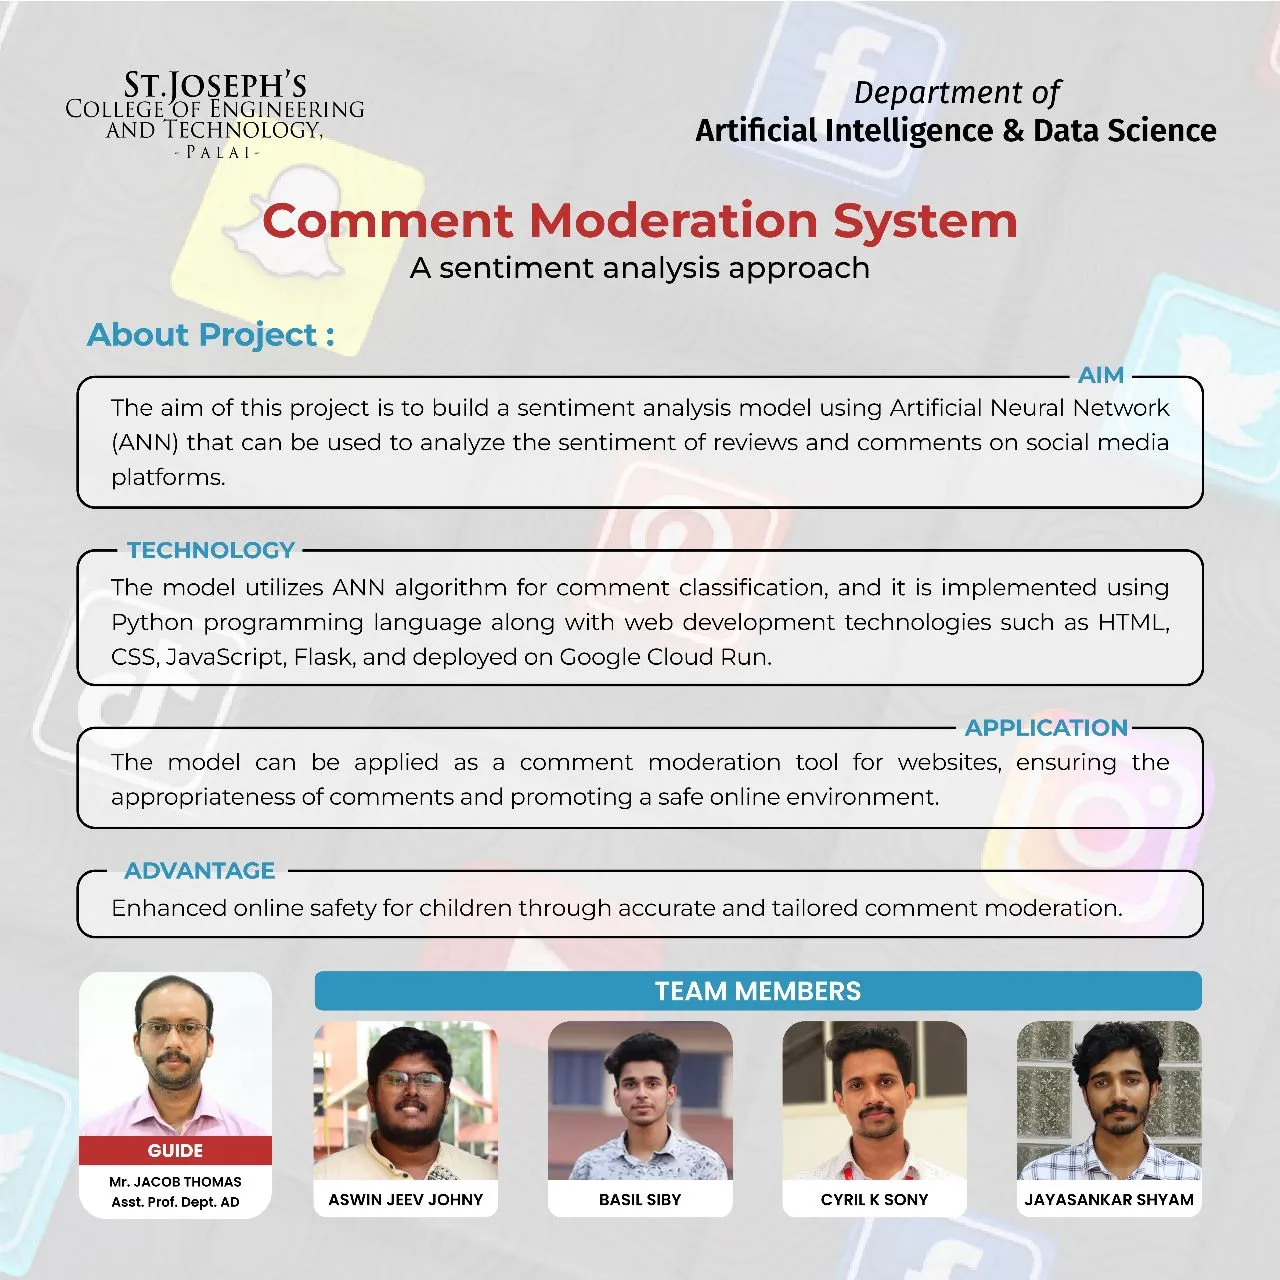 ST.JOSEPH'S
COLLEGE OF ENGINEERING
AND TECHNOLOGY,
-PALAI-
Department of
Artificial Intelligence & Data Science
Comment Moderation System
A sentiment analysis approach
About Project :
AIM
The aim of this project is to build a sentiment analysis model using Artificial Neural Network
(ANN) that can be used to analyze the sentiment of reviews and comments on social media
platforms.
TECHNOLOGY
The model utilizes ANN algorithm for comment classification, and it is implemented using
Python programming language along with web development technologies such as HTML,
CSS, JavaScript, Flask, and deployed on Google Cloud Run.
APPLICATION
The model can be applied as a comment moderation tool for websites, ensuring the
appropriateness of comments and promoting a safe online environment.
ADVANTAGE
Enhanced online safety for children through accurate and tailored comment moderation.
TEAM MEMBERS
GUIDE
Mr. JACOB THOMAS
Asst. Prof. Dept. AD
ASWIN JEEV JOHNY
BASIL SIBY
CYRIL K SONY
JAYASANKAR SHYAM